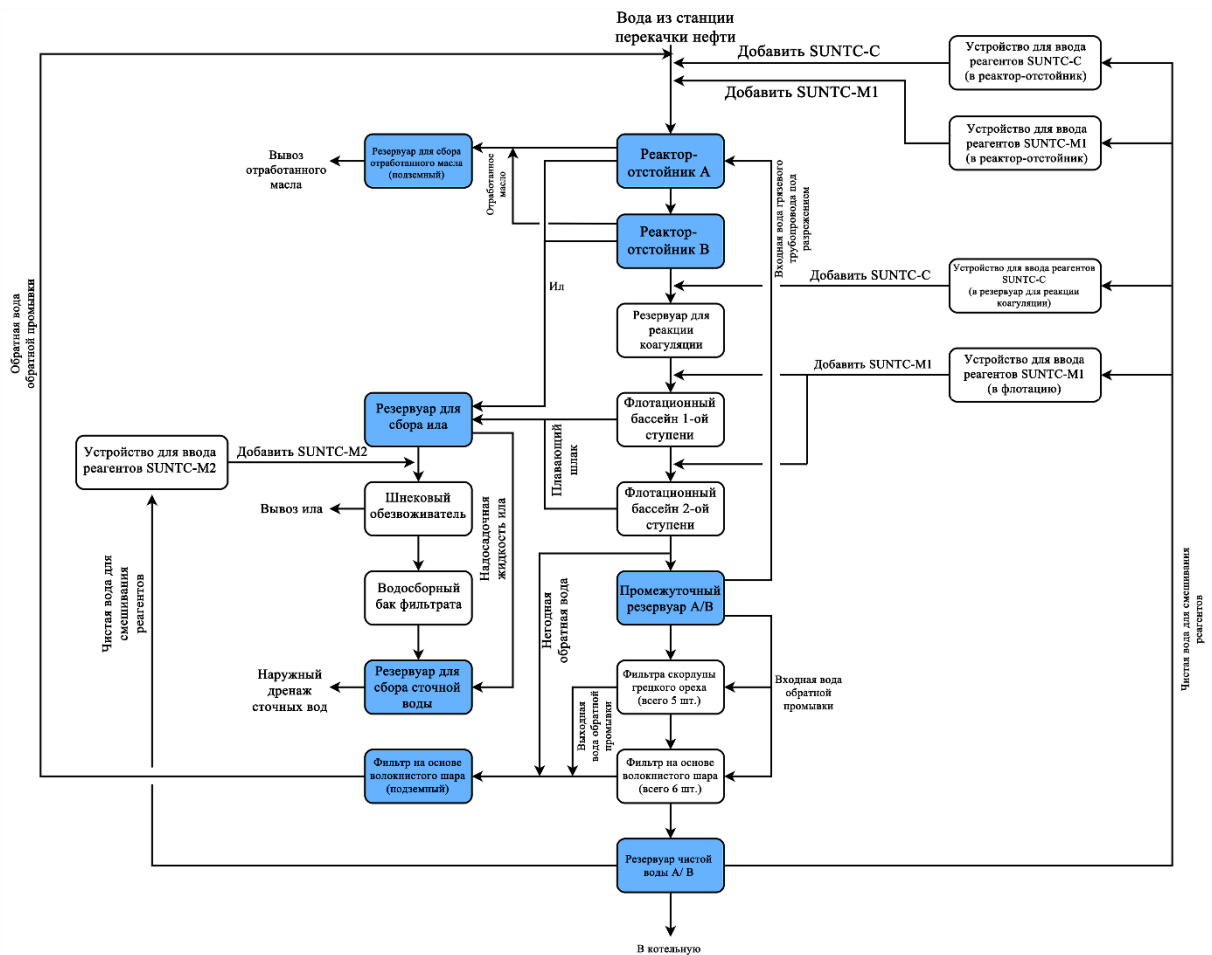 Вода из станции
перекачки нефти
Добавить SUNTC-C
Устройство для ввода
реагентов SUNTC-C
(в реактор-отстойник)
Добавить SUNTC-M1
Устройство для ввода
реагентов SUNTC-M1
(в реактор-отстойник)
Вывоз
отработанного
масла
Резервуар для сбора
отработанного масла
(подземный)
Отработанное
масло
Реактор-
отстойник А
Реактор-
отстойник В
Входная вода грязевого
трубопровода под
разрежением
Ил
Добавить SUNTC-C
Устройство для ввода реагентов
SUNTC-C
(в резервуар для реакции
коагуляции)
Резервуар для
реакции
коагуляции
Обратная вода
обратной промывки
Добавить SUNTC-M1
Устройство для ввода
реагентов SUNTC-M1
(в флотацию)
Резервуар для
сбора ила
Флотационный
бассейн 1-ой
ступени
Устройство для ввода
реагентов SUNTC-M2
Добавить SUNTC-M2
Плавающий
шлак
Вывоз ила
Шнековый
обезвоживатель
Надосадочная
жидкость ила
Флотационный
бассейн 2-ой
ступени
Чистая вода для
смешивания
реагентов
Водосборный
бак фильтрата
Негодная
обратная вода
Промежуточный
резервуар А/В
Чистая вода для смешивания
реагентов
Наружный
дренаж
сточных вод
Резервуар для
сбора сточной
воды
Фильтра скорлупы
грецкого ореха
(всего 5 шт.)
Входная вода
обратной
промывки
Выходная
вода обратной
промывки
Фильтр на основе
волокнистого шара
(подземный)
Фильтр на основе
волокнистого шара
(всего 6 шт.)
Резервуар чистой
воды А/ В
В котельную